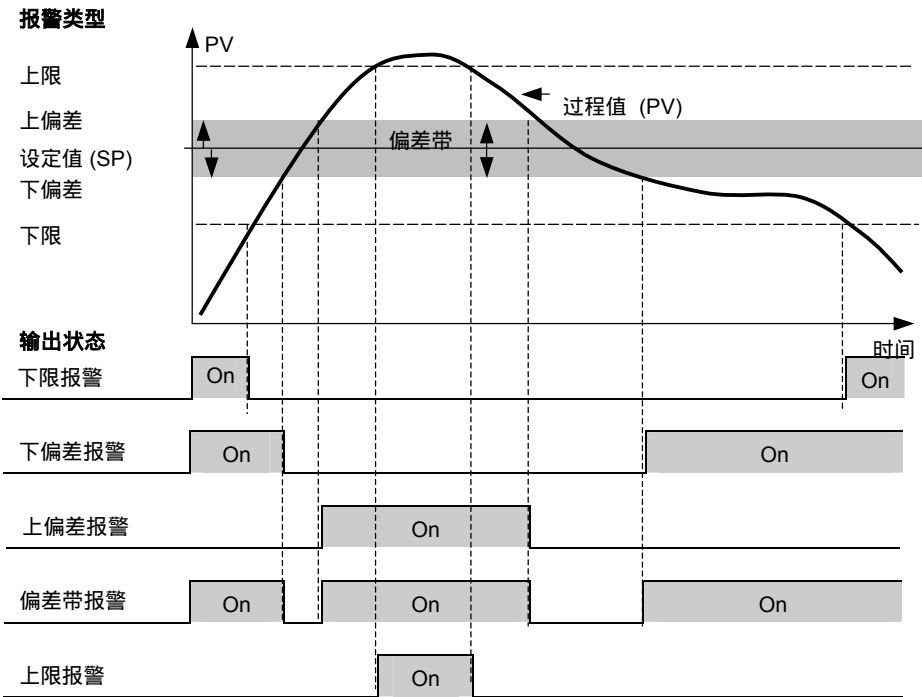 报警类型
PV
上限
过程值 (PV)
上偏差
偏差带
设定值 (SP)
下偏差
下限
输出状态
时间
下限报警
On
On
下偏差报警
On
On
上偏差报警
On
偏差带报警
On
On
On
上限报警
On